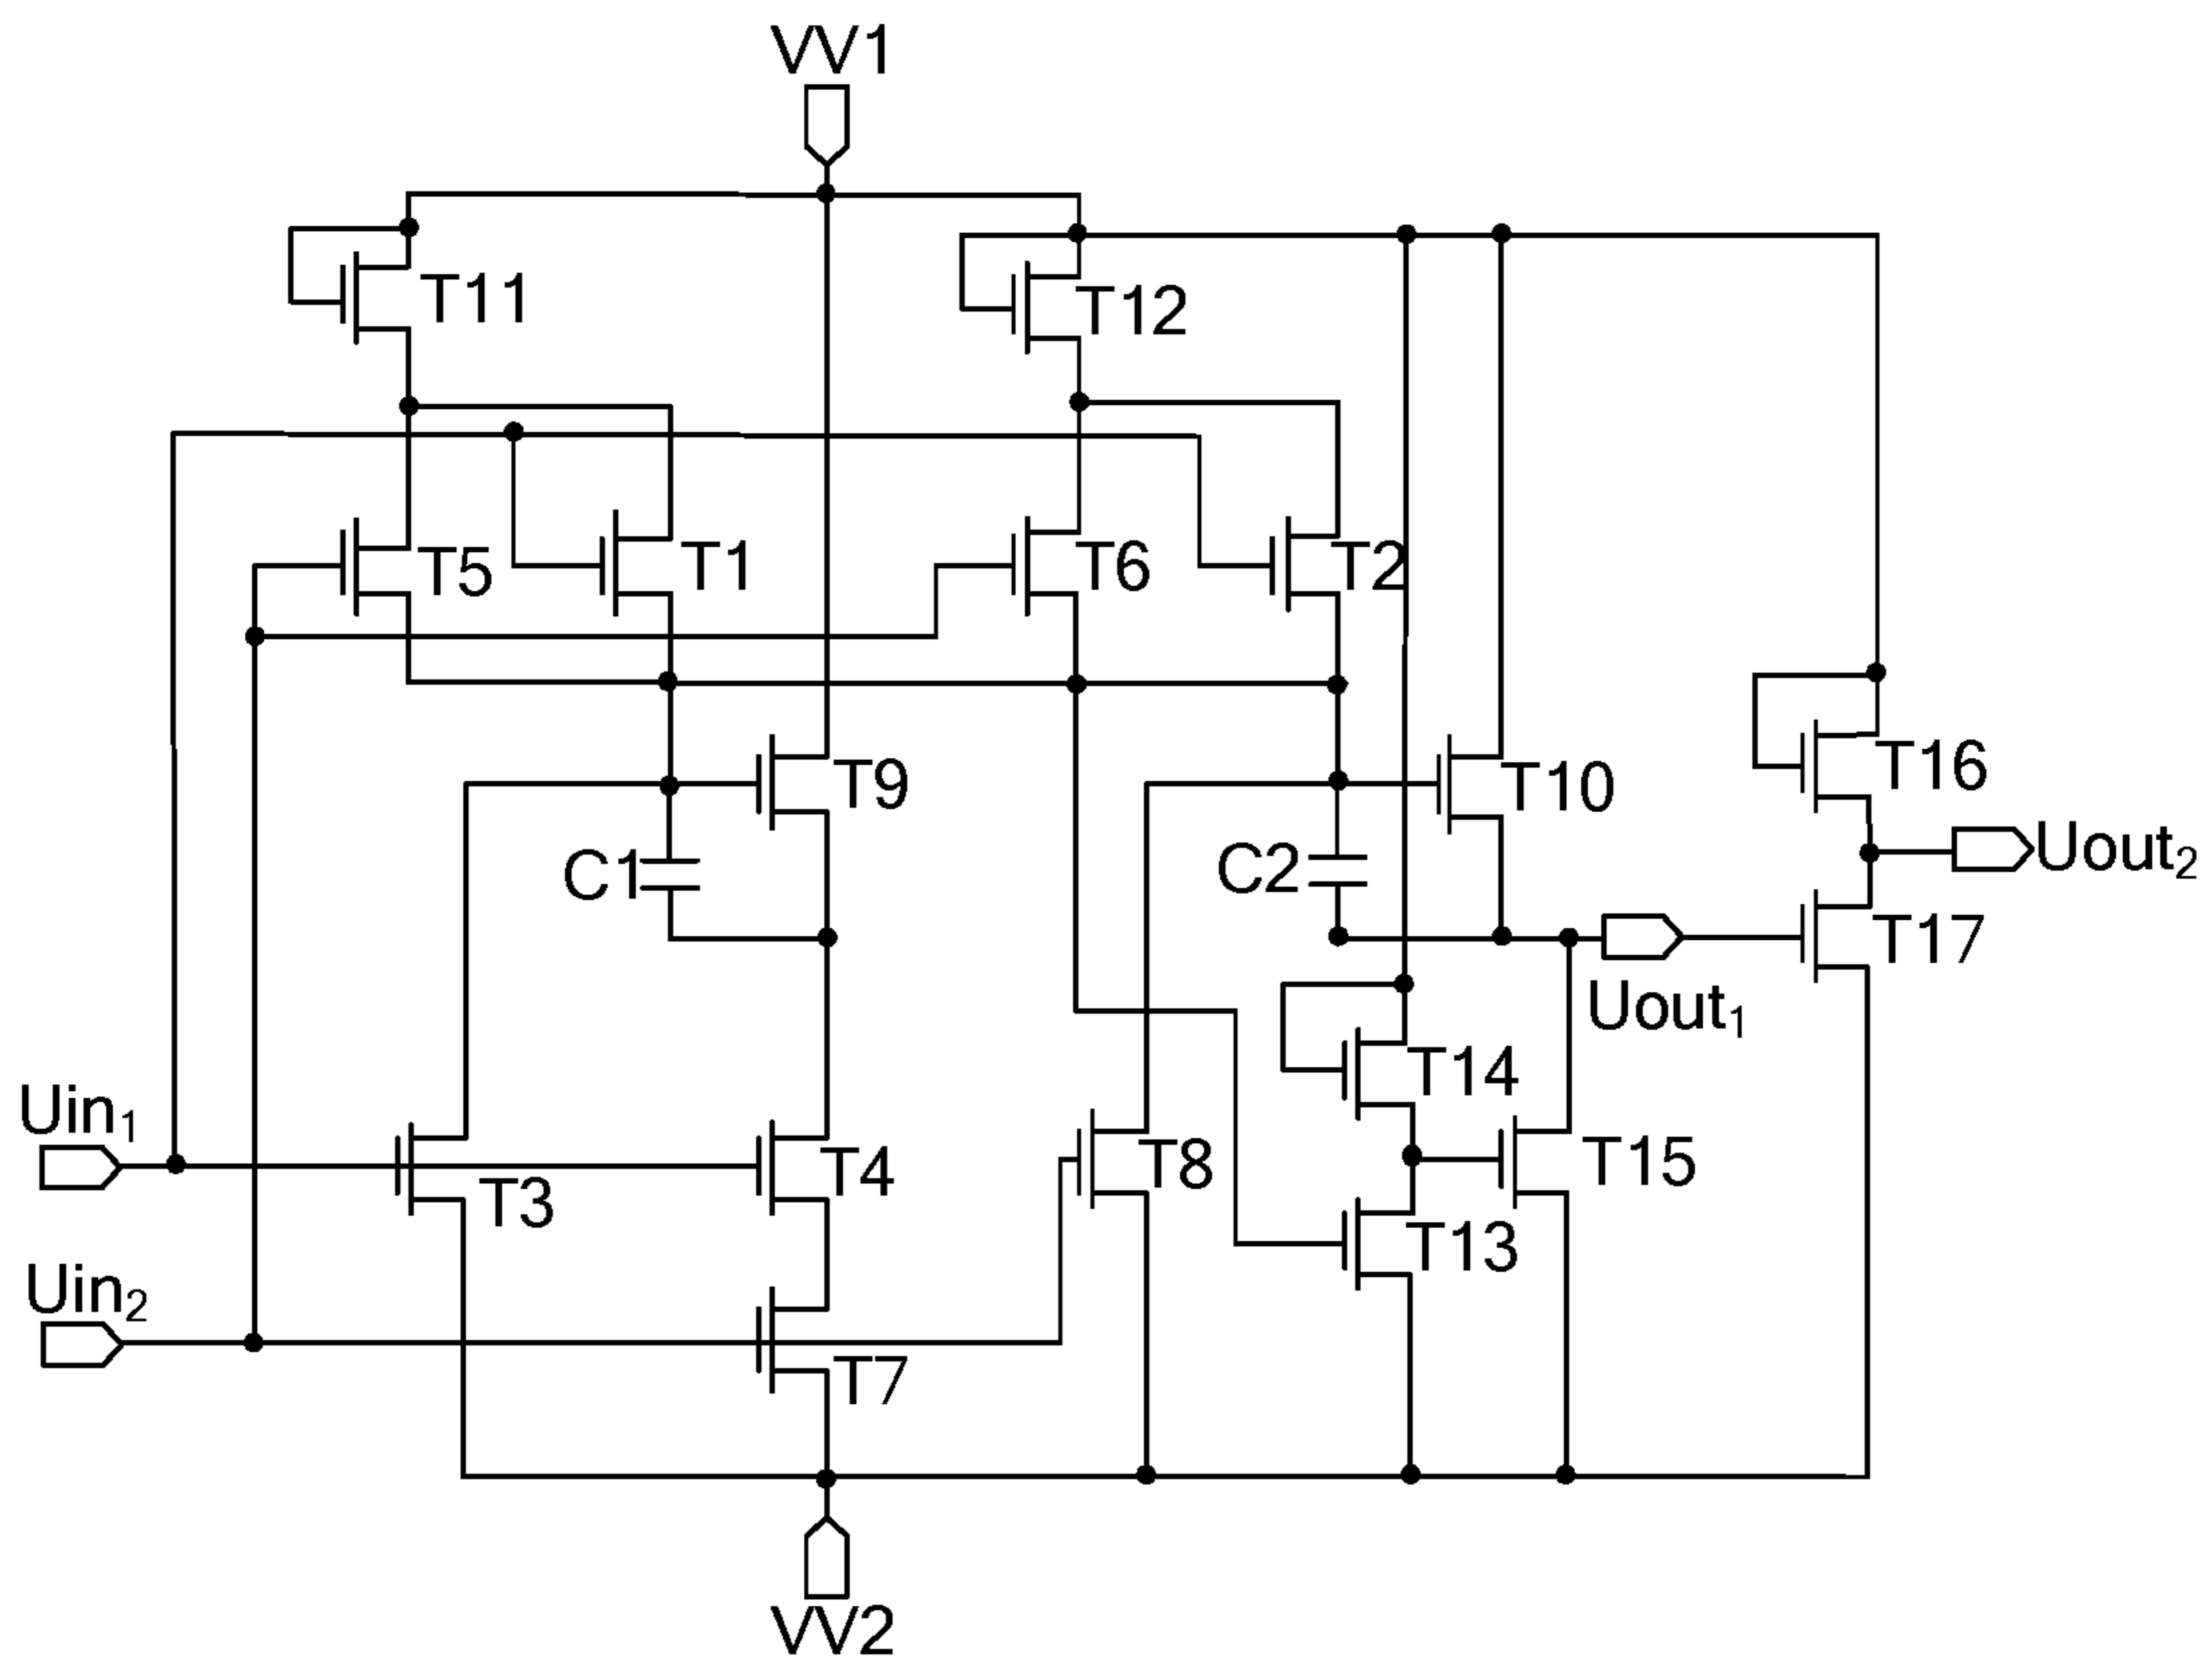 VV1
T11
T12
T5
T1
T6
T2
T9
T10
T16
C1
C2
Uout₂
T17
Uout₁
T14
Uin₁
T3
T4
T8
T15
T13
Uin₂
T7
VV2